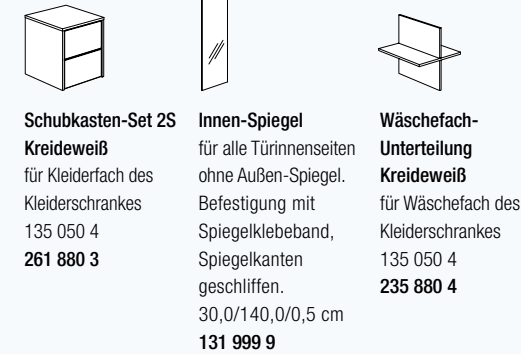 Schubkasten-Set 2S
Kreideweiß
für Kleiderfach des
Kleiderschrankes
135 050 4
261 880 3
Innen-Spiegel
für alle Türinnenseiten
ohne Außen-Spiegel.
Befestigung mit
Spiegelklebeband,
Spiegelkanten
geschliffen.
30,0/140,0/0,5 cm
131 999 9
Wäschefach-
Unterteilung
Kreideweiß
für Wäschefach des
Kleiderschrankes
135 050 4
235 880 4